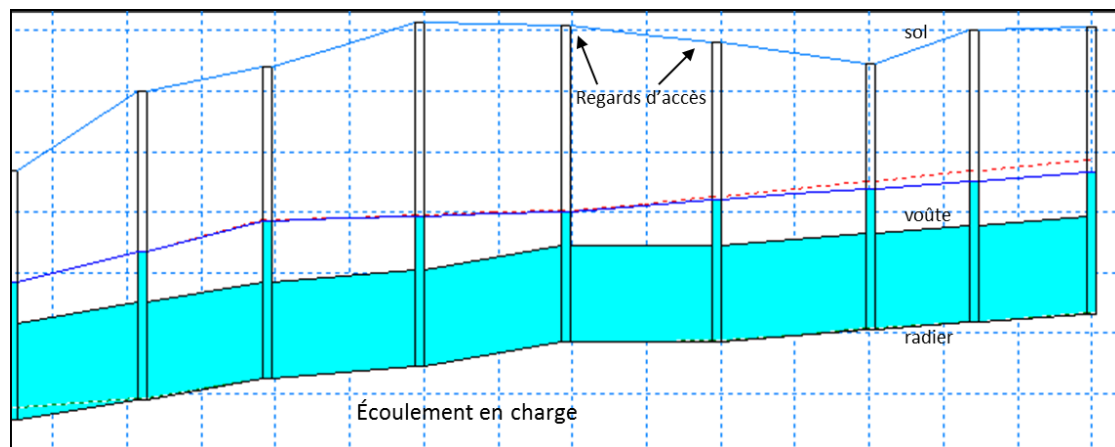 sol
Regards d'accès
voûte
radier
Écoulement en charge